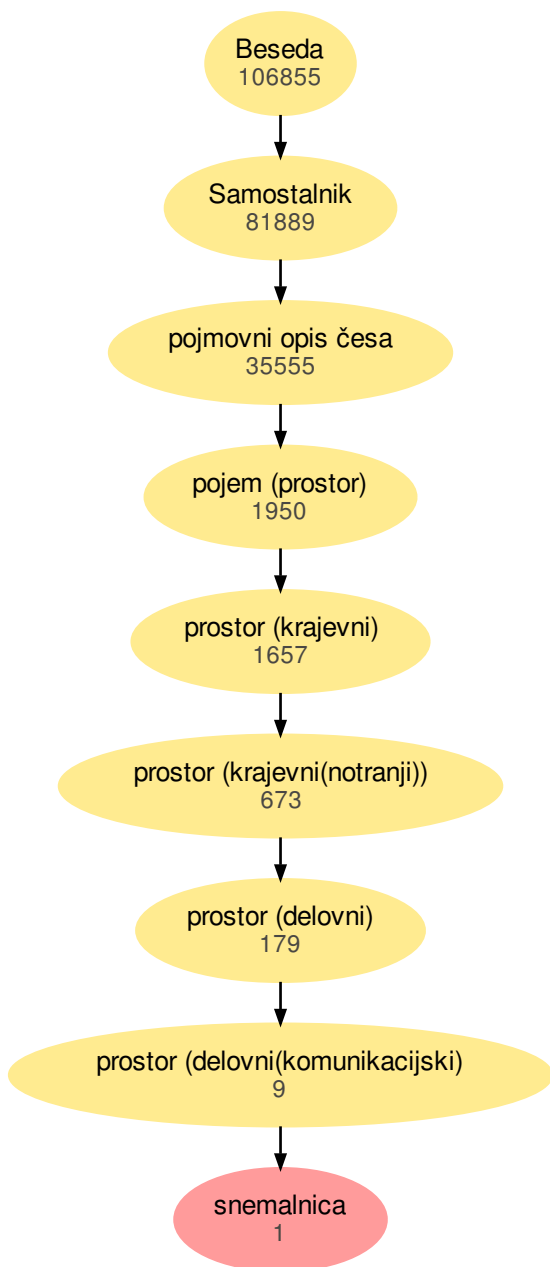 Beseda
106855
Samostalnik
81889
pojmovni opis česa
35555
pojem (prostor)
1950
prostor (krajevni)
1657
prostor (krajevni(notranji))
673
prostor (delovni)
179
prostor (delovni(komunikacijski)
9
snemalnica
1